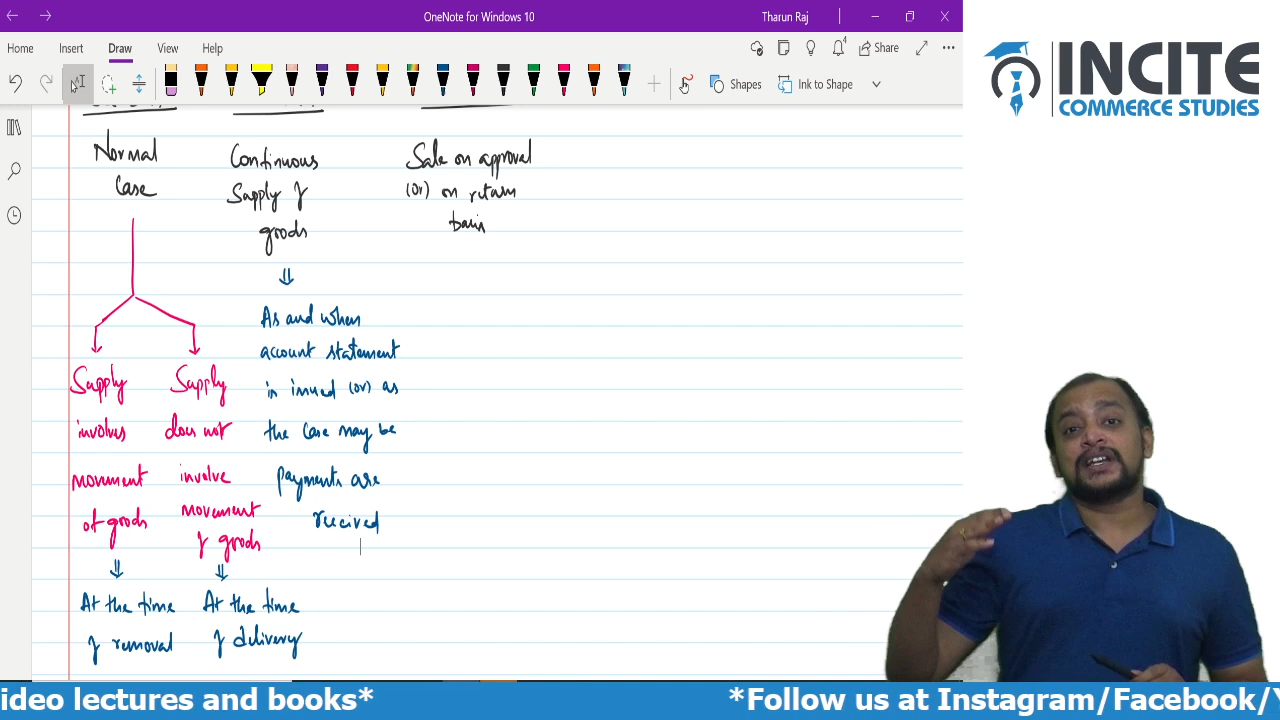 OneNote for Windows 10
Tharun Raj
Home
Insert
Draw
View
Help
4
Share
Shapes
Ink to Shape
INCITE
COMMERCE STUDIES
Normal
Case
Supply
involves
movement
of goods
At the time
of removal
Supply
does not
involve
movement
of goods
At the time
of delivery
Continuous
Supply of
goods
As and when
account statement
is issued (or) as
the case may be
payments are
recived
Sale on approval
(or) on return
basis
ideo lectures and books*
*Follow us at Instagram/Facebook/Y